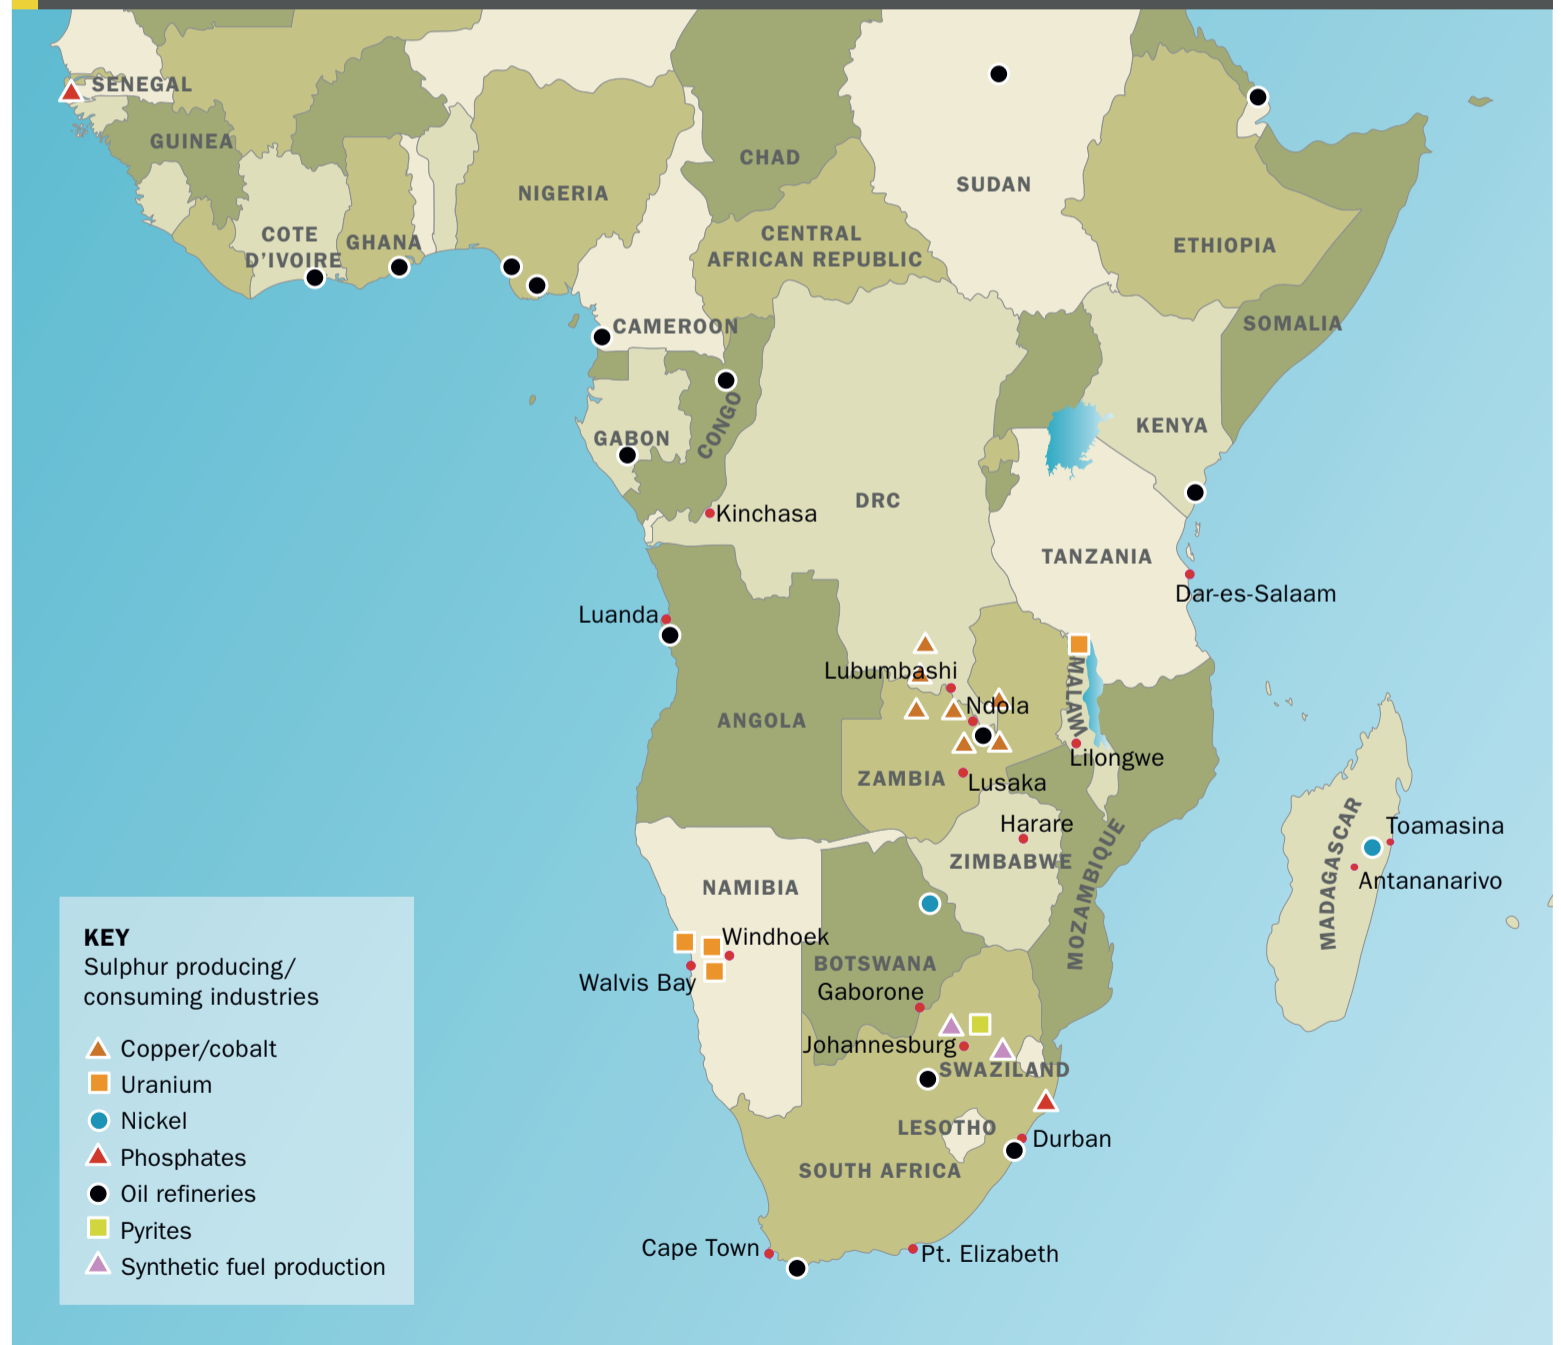 SENEGAL
GUINEA
CHAD
SUDAN
NIGERIA
COTE
D'IVOIRE
GHANA
CENTRAL
AFRICAN REPUBLIC
ETHIOPIA
SOMALIA
CAMEROON
CONGO
GABON
KENYA
DRC
Kinchasa
TANZANIA
Dar-es-Salaam
Luanda
Lubumbashi
Ndola
MALAWI
ANGOLA
Lilongwe
ZAMBIA
Lusaka
Harare
ZIMBABWE
MOZAMBIQUE
MADAGASCAR
Toamasina
Antananarivo
NAMIBIA
Windhoek
Walvis Bay
BOTSWANA
Gaborone
Johannesburg
SWAZILAND
LESOTHO
Durban
SOUTH AFRICA
Cape Town
Pt. Elizabeth
KEY
Sulphur producing/
consuming industries
Copper/cobalt
Uranium
Nickel
Phosphates
Oil refineries
Pyrites
Synthetic fuel production